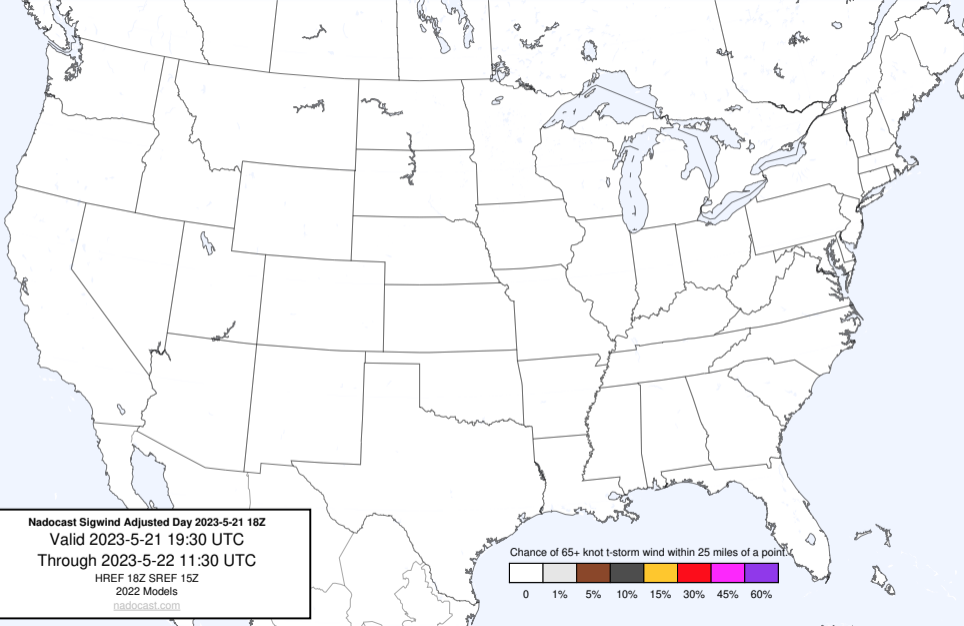 Nadocast Sigwind Adjusted Day 2023-5-21 18Z
Valid 2023-5-21 19:30 UTC
Through 2023-5-22 11:30 UTC
HREF 18Z SREF 15Z
2022 Models
nadocast.com
Chance of 65+ knot t-storm wind within 25 miles of a point.
0 1% 5% 10% 15% 30% 45% 60%